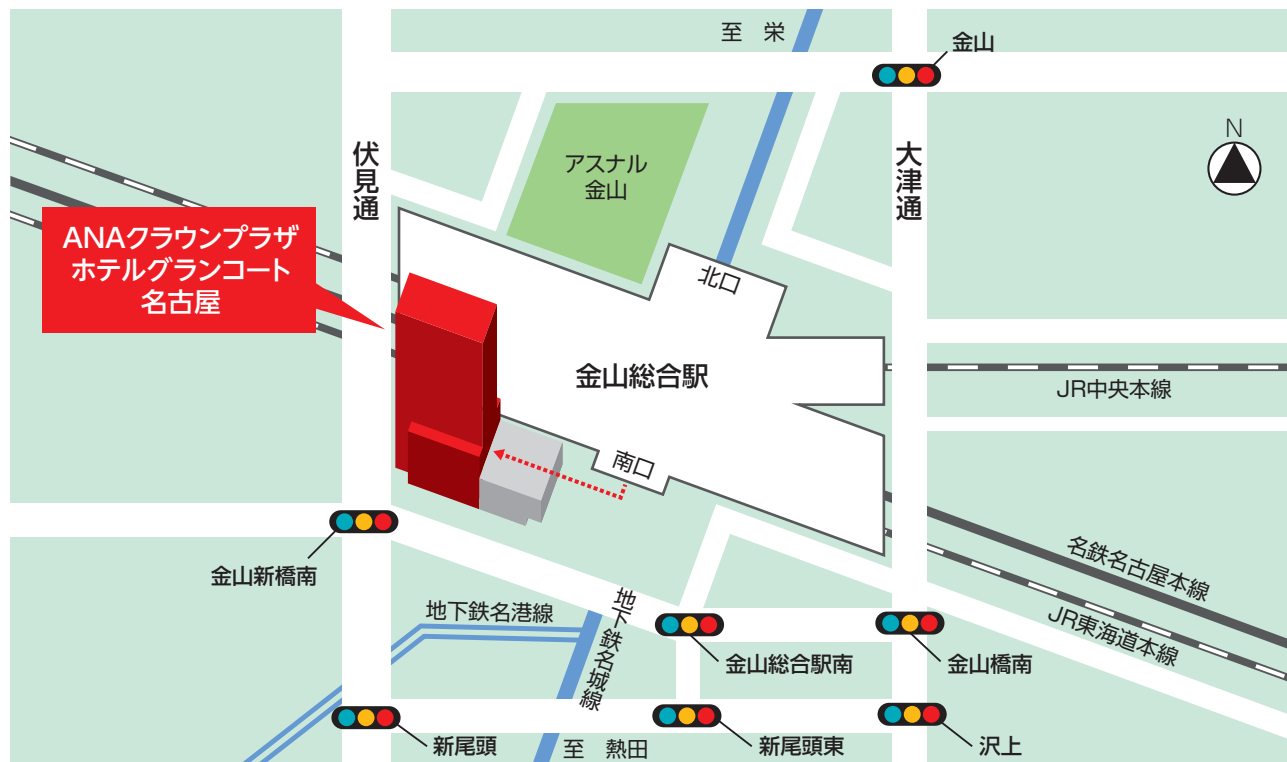 至 栄
金山
N
伏見通
大津通
アスナル
金山
ANAクラウンプラザ
ホテルグランコート
名古屋
北口
金山総合駅
JR中央本線
南口
金山新橋南
名鉄名古屋本線
JR東海道本線
地下鉄名港線
地下鉄名城線
金山総合駅南
金山橋南
新尾頭
至 熱田
新尾頭東
沢上